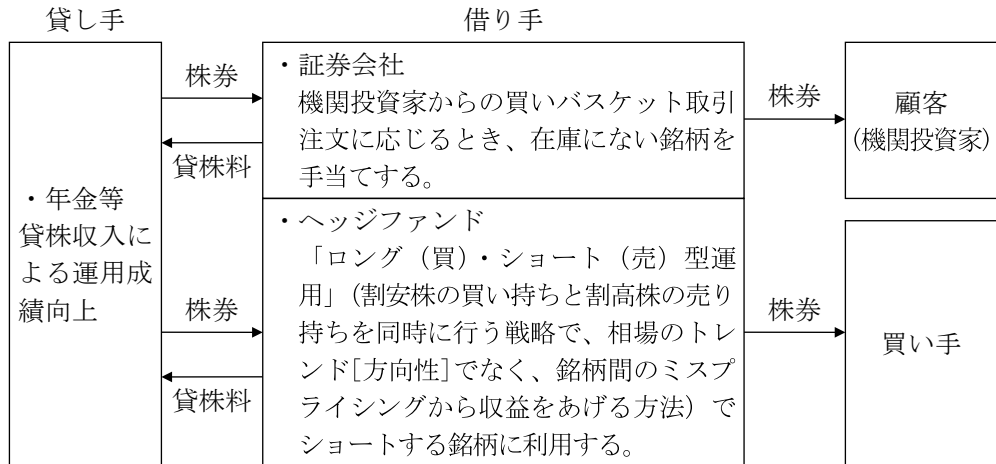 貸し手
借り手
株券
貸株料
・年金等
貸株収入に
よる運用成
績向上
株券
貸株料
・証券会社
機関投資家からの買いバスケット取引
注文に応じるとき、在庫にない銘柄を
手当てする。
・ヘッジファンド
「ロング（買）・ショート（売）型運
用」（割安株の買い持ちと割高株の売り
持ちを同時に行う戦略で、相場のトレ
ンド[方向性]でなく、銘柄間のミスプ
ライシングから収益をあげる方法）で
ショートする銘柄に利用する。
株券
顧客
（機関投資家）
株券
買い手